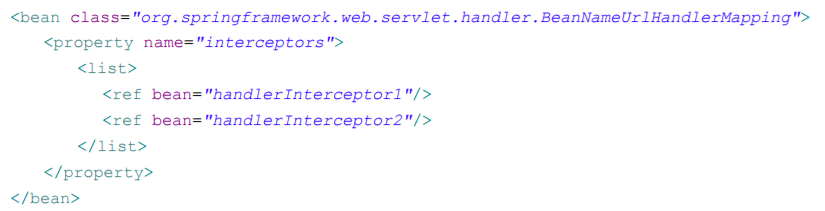 <bean class="org.springframework.web.servlet.handler.BeanNameUrlHandlerMapping">
<property name="interceptors">
<list>
<ref bean="handlerInterceptor1"/>
<ref bean="handlerInterceptor2"/>
</list>
</property>
</bean>